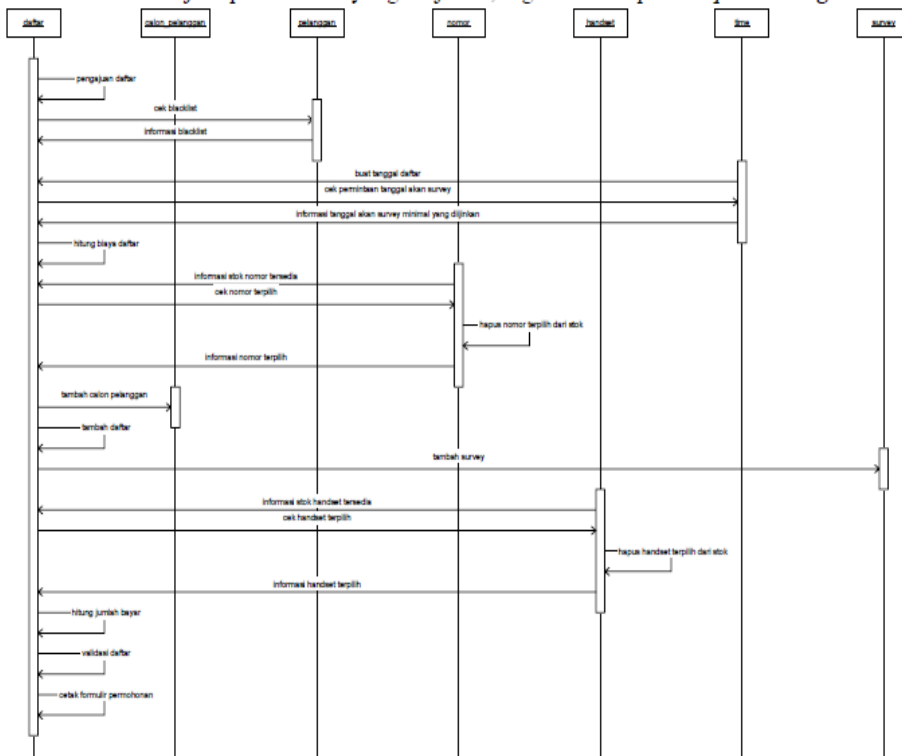 daftar calon_pelanggan pelanggan nomor handset time survey
pengajuan daftar
cek blacklist
informasi blacklist
buat tanggal daftar
cek permintaan tanggal akan survey
informasi tanggal akan survey minimal yang diijinkan
hitung biaya daftar
informasi stok nomor tersedia
cek nomor terpilih
hapus nomor terpilih dari stok
informasi nomor terpilih
tambah calon pelanggan
tambah daftar
tambah survey
informasi stok handset tersedia
cek handset terpilih
hapus handset terpilih dari stok
informasi handset terpilih
hitung jumlah bayar
validasi daftar
cetak formulir permohonan